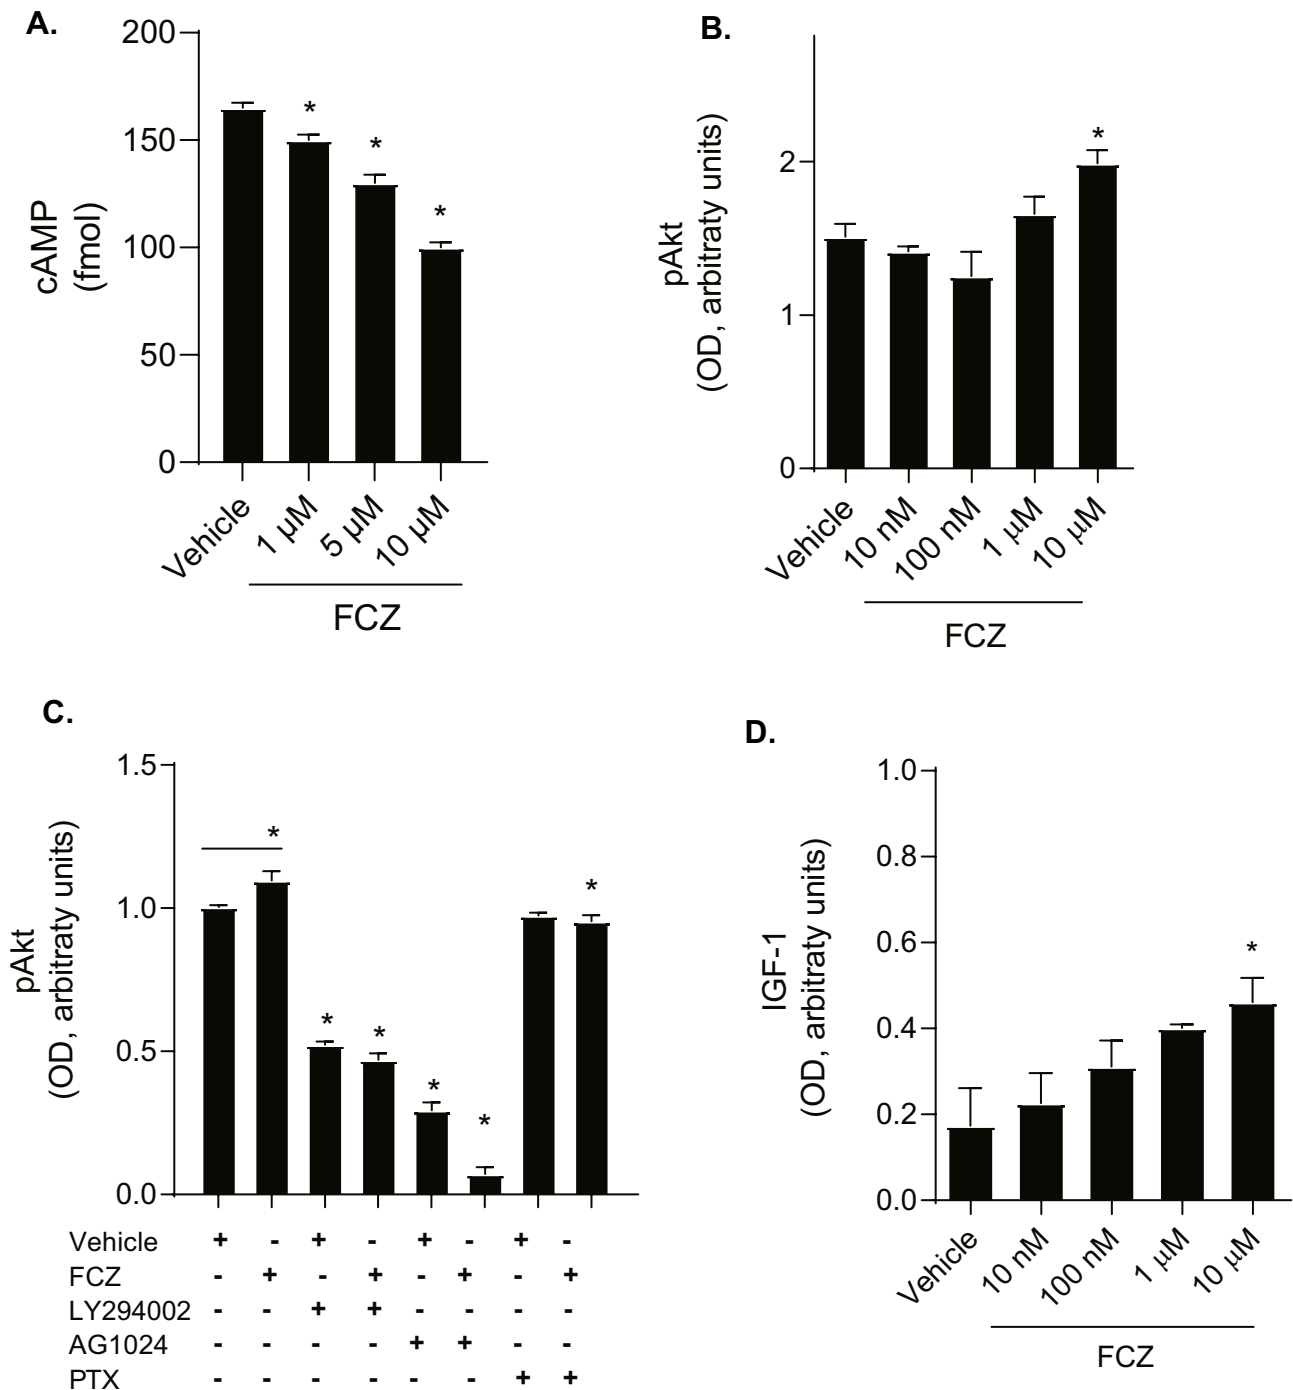 A.
200
150
100
50
0
cAMP
(fmol)
*
*
*
Vehicle
1 µM
5 µM
10 µM
FCZ
B.
2
1
0
pAkt
(OD, arbitraty units)
*
Vehicle
10 nM
100 nM
1 µM
10 µM
FCZ
C.
1.5
1.0
0.5
0.0
pAkt
(OD, arbitraty units)
*
*
*
*
*
*
Vehicle + - + - + - + -
FCZ - + - + - + - +
LY294002 - - + + - - - -
AG1024 - - - - + + - -
PTX - - - - - - + +
D.
1.0
0.8
0.6
0.4
0.2
0.0
IGF-1
(OD, arbitraty units)
*
Vehicle
10 nM
100 nM
1 µM
10 µM
FCZ